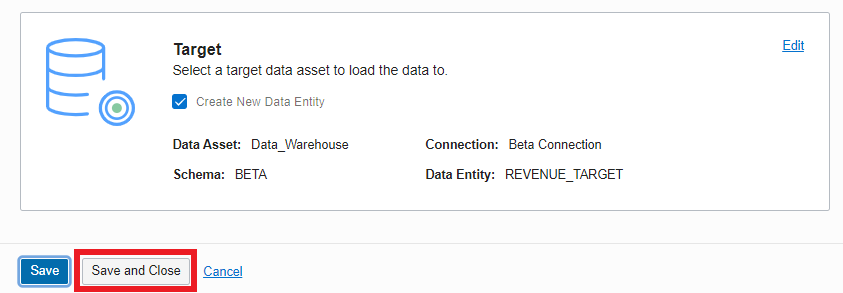 Target
Edit
Select a target data asset to load the data to.
Create New Data Entity
Data Asset: Data_Warehouse Connection: Beta Connection
Schema: BETA Data Entity: REVENUE_TARGET
Save Save and Close Cancel